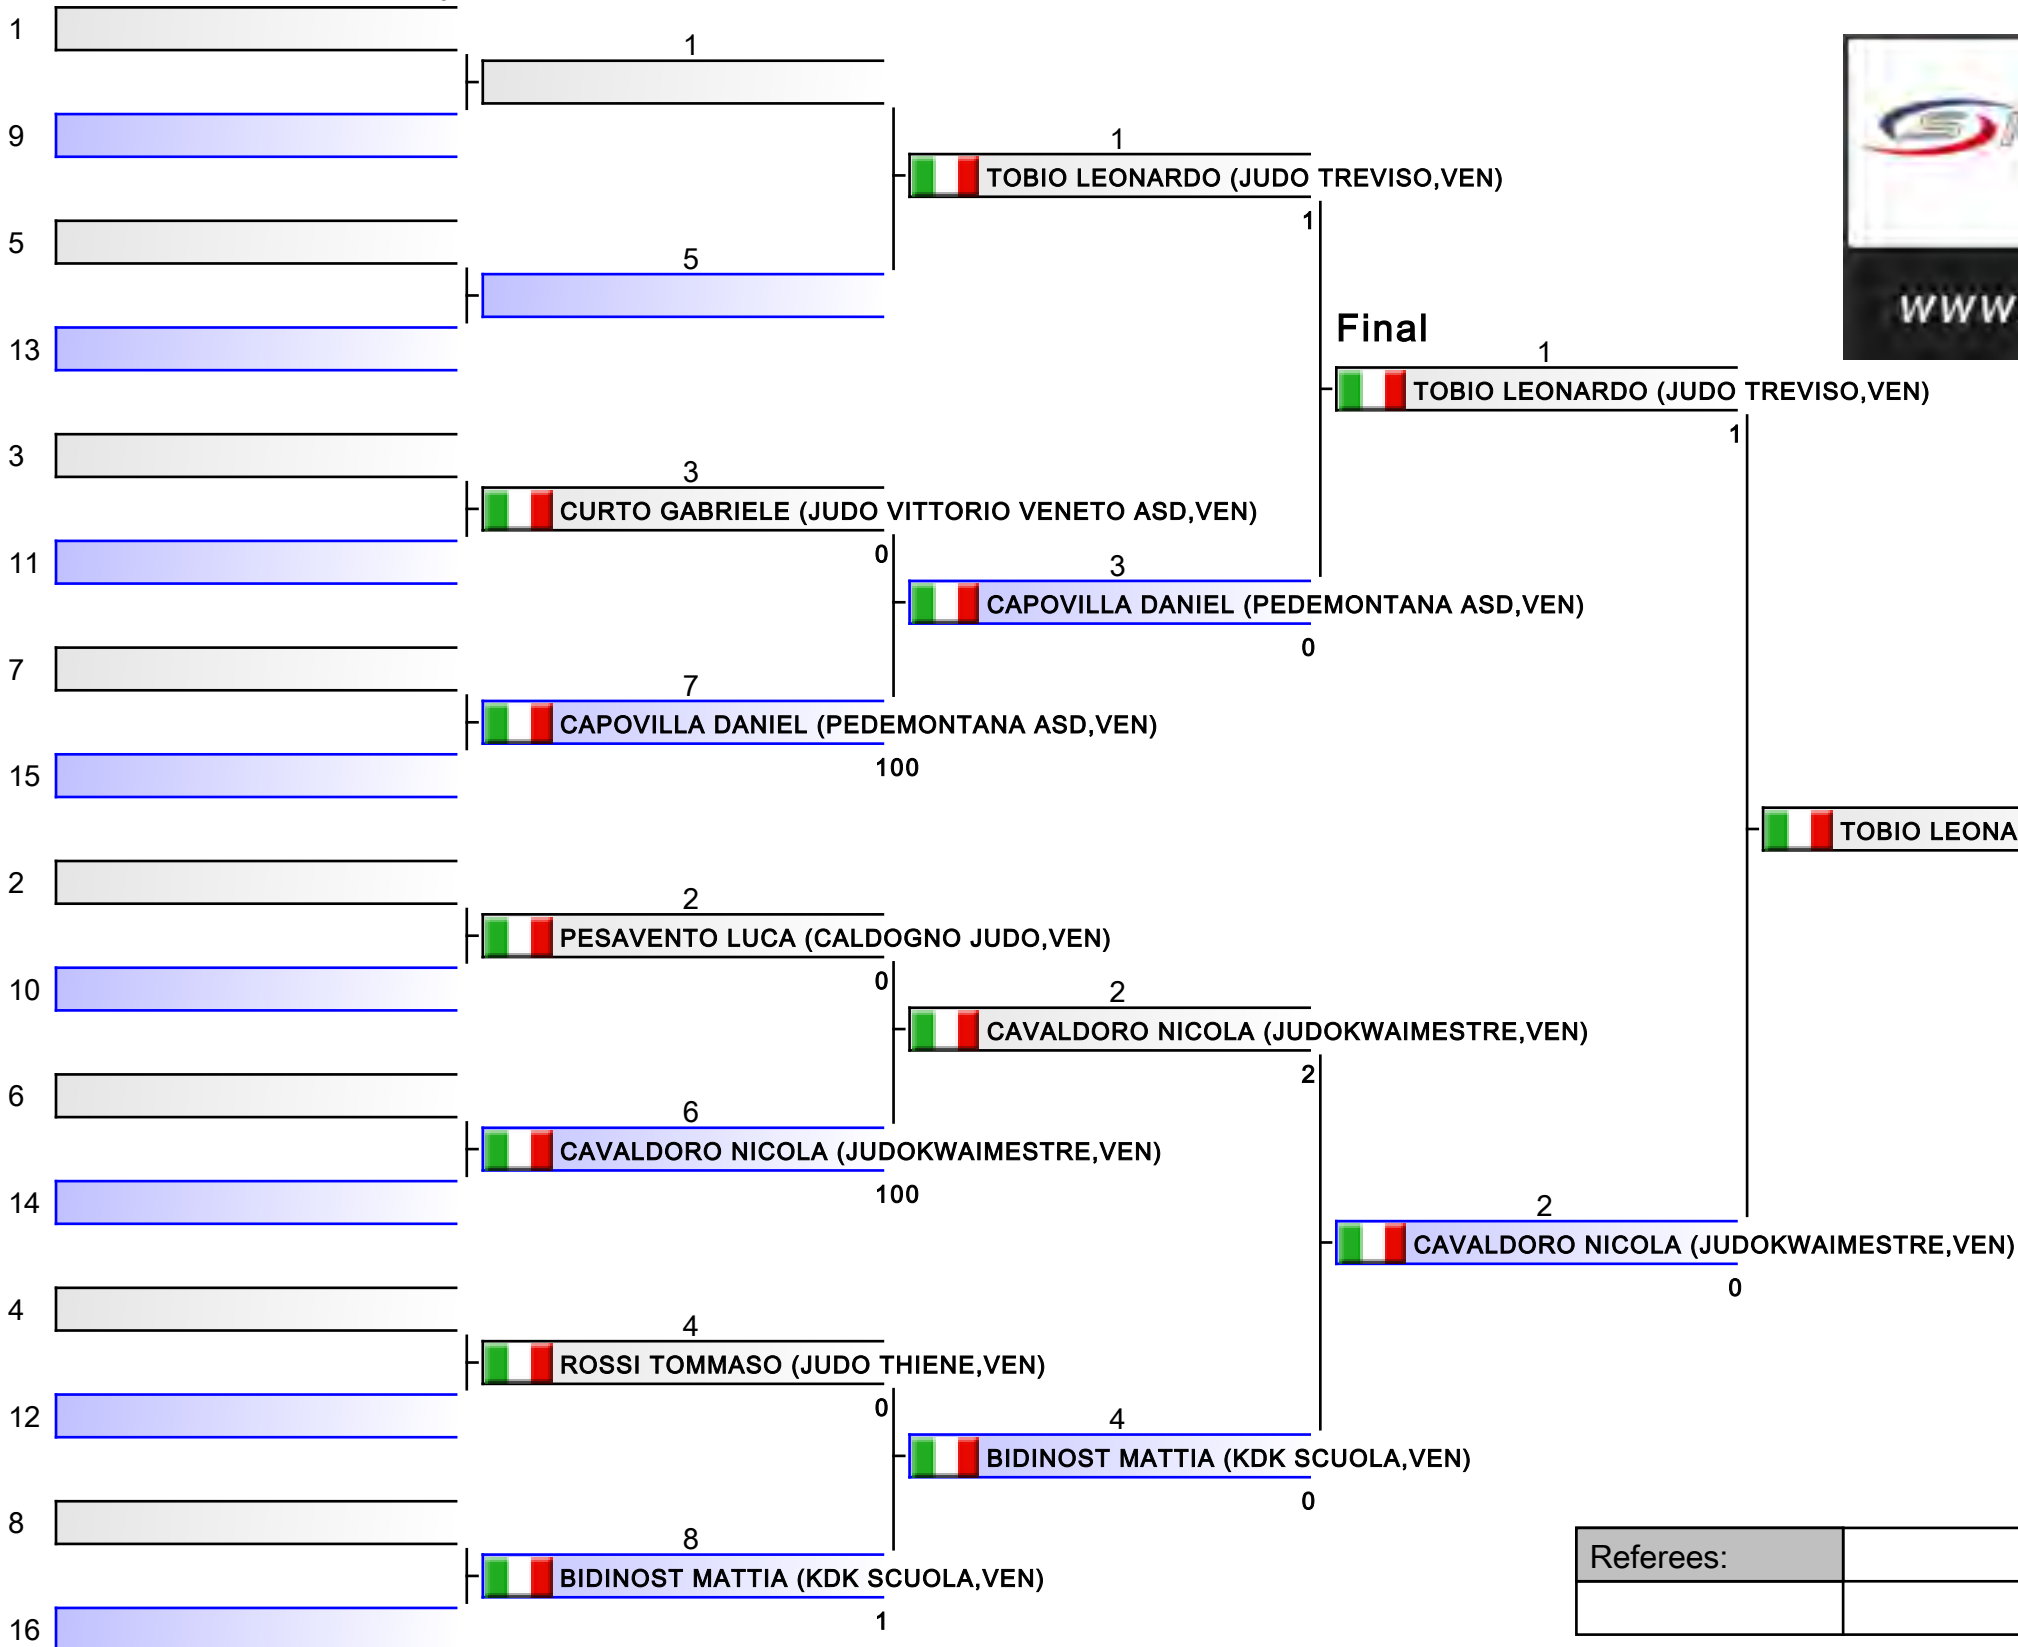 1
1
9
1
TOBIO LEONARDO (JUDO TREVISO,VEN)
1
5
5
WWW
Final
13
1
TOBIO LEONARDO (JUDO TREVISO,VEN)
1
3
3
CURTO GABRIELE (JUDO VITTORIO VENETO ASD,VEN)
0
11
3
CAPOVILLA DANIEL (PEDEMONTANA ASD,VEN)
0
7
7
CAPOVILLA DANIEL (PEDEMONTANA ASD,VEN)
100
15
TOBIO LEONA
2
2
PESAVENTO LUCA (CALDOGNO JUDO,VEN)
0
10
2
CAVALDORO NICOLA (JUDOKWAIMESTRE,VEN)
2
6
6
CAVALDORO NICOLA (JUDOKWAIMESTRE,VEN)
100
14
2
CAVALDORO NICOLA (JUDOKWAIMESTRE,VEN)
0
4
4
ROSSI TOMMASO (JUDO THIENE,VEN)
0
12
4
BIDINOST MATTIA (KDK SCUOLA,VEN)
0
8
8
BIDINOST MATTIA (KDK SCUOLA,VEN)
1
16
Referees: